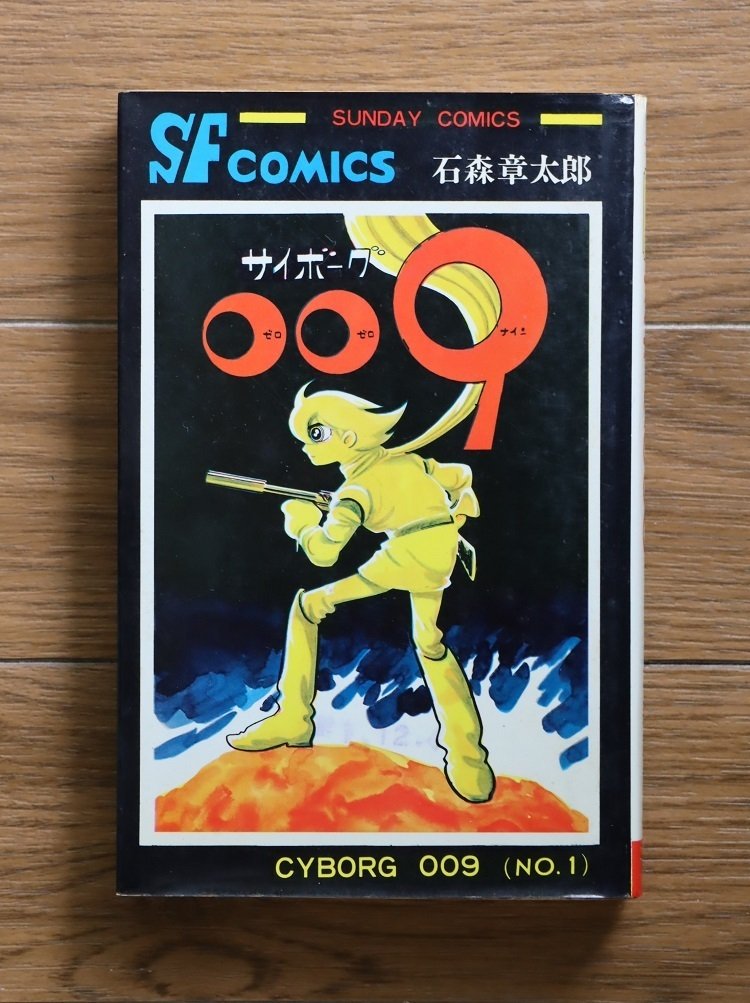 SUNDAY COMICS
SF COMICS
石森章太郎
サイボーグ
009
ゼロ ゼロ ナイン
CYBORG 009 (NO.1)